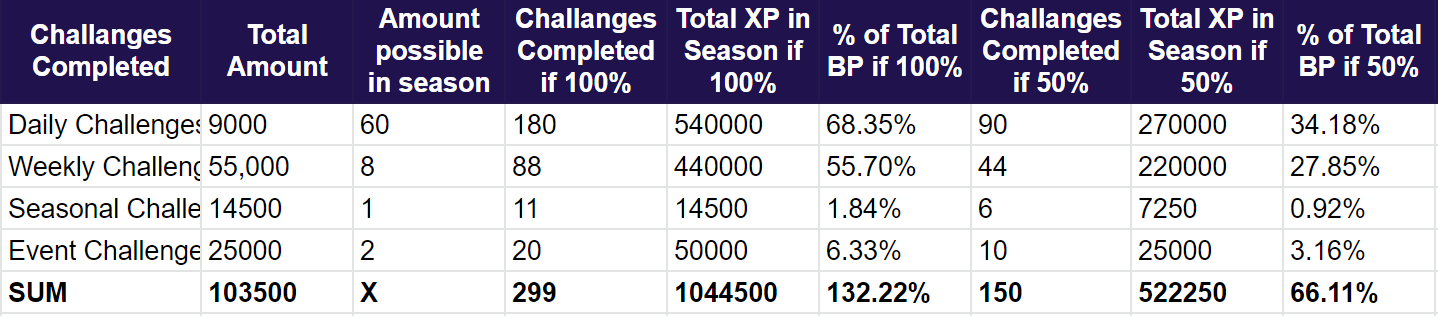 Challanges Completed | Total Amount | Amount possible in season | Challanges Completed if 100% | Total XP in Season if 100% | % of Total BP if 100% | Challanges Completed if 50% | Total XP in Season if 50% | % of Total BP if 50%
Daily Challenges | 9000 | 60 | 180 | 540000 | 68.35% | 90 | 270000 | 34.18%
Weekly Challeng | 55,000 | 8 | 88 | 440000 | 55.70% | 44 | 220000 | 27.85%
Seasonal Challe | 14500 | 1 | 11 | 14500 | 1.84% | 6 | 7250 | 0.92%
Event Challenge | 25000 | 2 | 20 | 50000 | 6.33% | 10 | 25000 | 3.16%
SUM | 103500 | X | 299 | 1044500 | 132.22% | 150 | 522250 | 66.11%